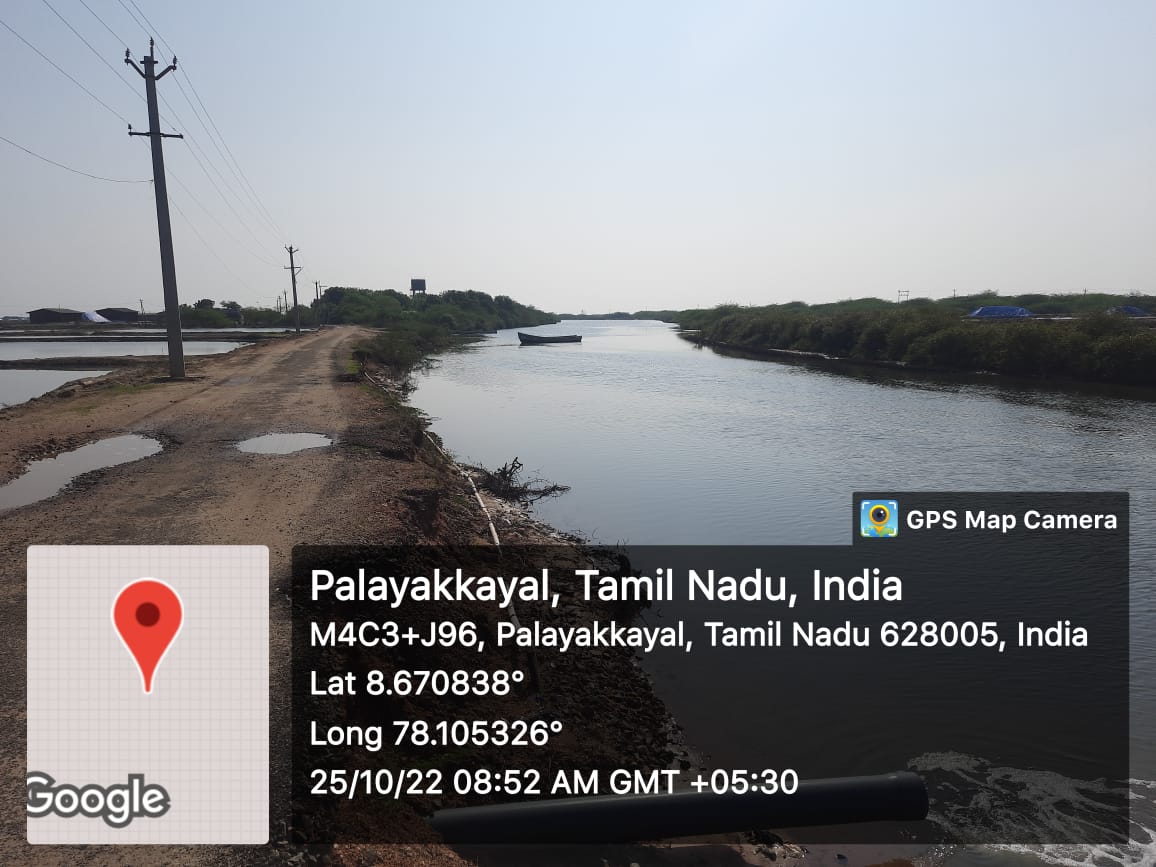 GPS Map Camera
Palayakkayal, Tamil Nadu, India
M4C3+J96, Palayakkayal, Tamil Nadu 628005, India
Lat 8.670838°
Long 78.105326°
25/10/22 08:52 AM GMT +05:30
Google